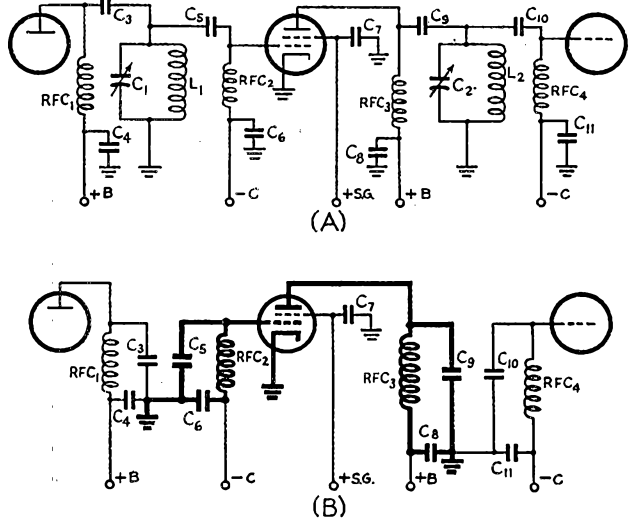 C3
C5
C7
C9
C10
RFC1
C1
L1
RFC2
RFC3
C2
L2
RFC4
C4
C6
C8
C11
+B
-C
+S.G.
+B
-C
(A)
C7
RFC1
C3
C5
RFC2
RFC3
C9
C10
RFC4
C4
C6
C8
C11
+B
-C
+S.G.
+B
-C
(B)